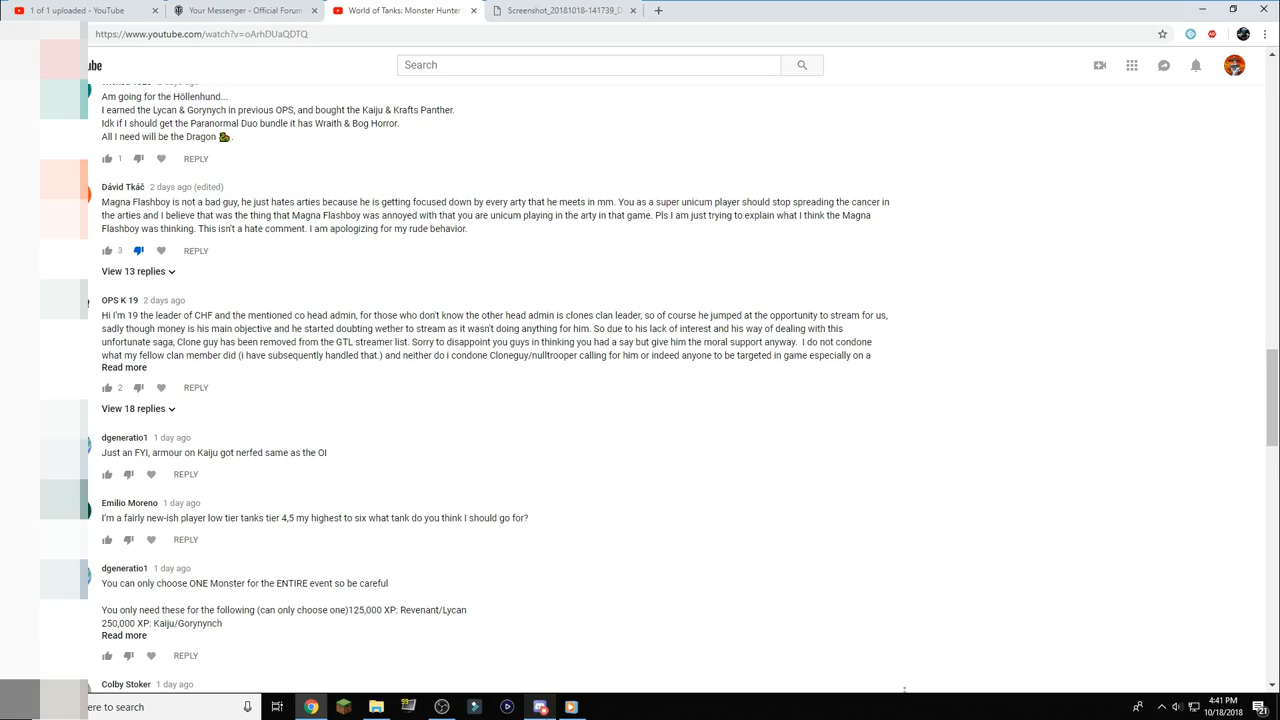 1 of 1 uploaded - YouTube
Your Messenger - Official Forum
World of Tanks: Monster Hunter
Screenshot_20181018-141739_D
https://www.youtube.com/watch?v=oArhDUaQDTQ
Search
Am going for the Höllenhund...
I earned the Lycan & Gorynych in previous OPS, and bought the Kaiju & Krafts Panther.
Idk if I should get the Paranormal Duo bundle it has Wraith & Bog Horror.
All I need will be the Dragon 🐉.
1 REPLY
Dávid Tkáč 2 days ago (edited)
Magna Flashboy is not a bad guy, he just hates arties because he is getting focused down by every arty that he meets in mm. You as a super unicum player should stop spreading the cancer in
the arties and I believe that was the thing that Magna Flashboy was annoyed with that you are unicum playing in the arty in that game. Pls I am just trying to explain what I think the Magna
Flashboy was thinking. This isn't a hate comment. I am apologizing for my rude behavior.
3 REPLY
View 13 replies
OPS K 19 2 days ago
Hi I'm 19 the leader of CHF and the mentioned co head admin, for those who don't know the other head admin is clones clan leader, so of course he jumped at the opportunity to stream for us,
sadly though money is his main objective and he started doubting wether to stream as it wasn't doing anything for him. So due to his lack of interest and his way of dealing with this
unfortunate saga, Clone guy has been removed from the GTL streamer list. Sorry to disappoint you guys in thinking you had a say but give him the moral support anyway. I do not condone
what my fellow clan member did (i have subsequently handled that.) and neither do i condone Cloneguy/nulltrooper calling for him or indeed anyone to be targeted in game especially on a
Read more
2 REPLY
View 18 replies
dgeneratio1 1 day ago
Just an FYI, armour on Kaiju got nerfed same as the OI
REPLY
Emilio Moreno 1 day ago
I'm a fairly new-ish player low tier tanks tier 4,5 my highest to six what tank do you think I should go for?
REPLY
dgeneratio1 1 day ago
You can only choose ONE Monster for the ENTIRE event so be careful
You only need these for the following (can only choose one)125,000 XP: Revenant/Lycan
250,000 XP: Kaiju/Gorynynch
Read more
REPLY
Colby Stoker 1 day ago
ere to search
4:41 PM
10/18/2018
21